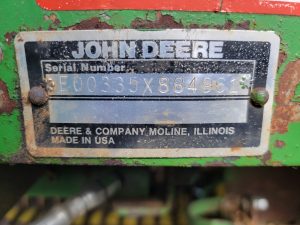 JOHN DEERE
Serial Number
DEERE & COMPANY MOLINE, ILLINOIS
MADE IN USA